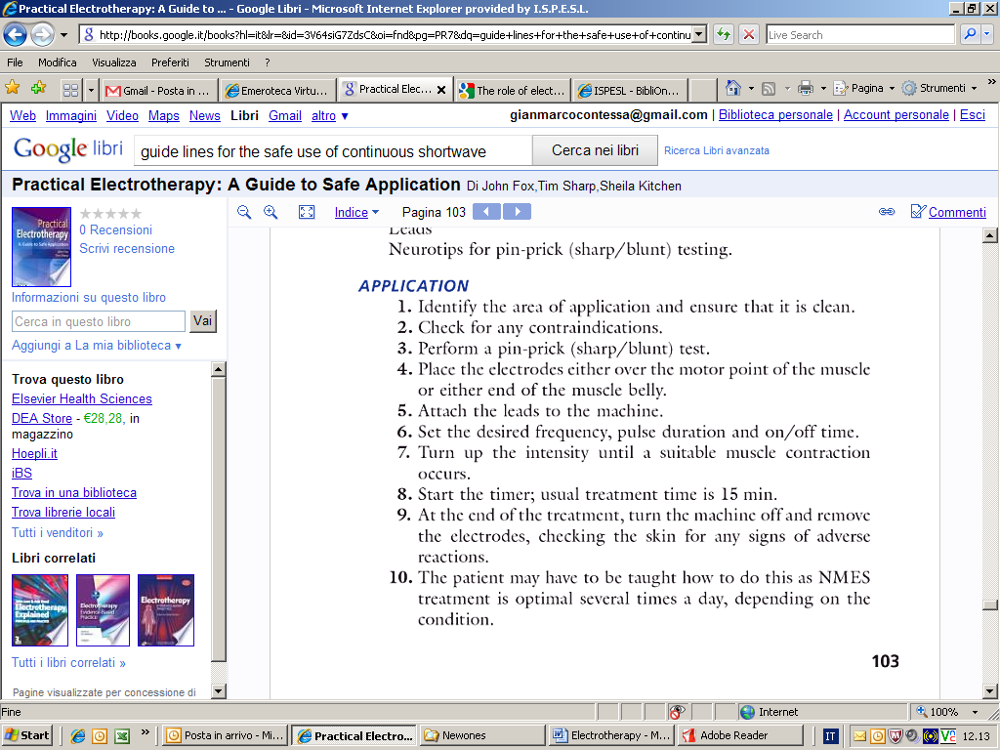 Practical Electrotherapy: A Guide to ... - Google Libri - Microsoft Internet Explorer provided by I.S.P.E.S.L.
http://books.google.it/books?hl=it&lr=&id=3V64siG7ZdsC&oi=fnd&pg=PR7&dq=guide+lines+for+the+safe+use+of+continu
Live Search
File Modifica Visualizza Preferiti Strumenti ?
Gmail - Posta in ... Emeroteca Virtu... Practical Elec... The role of elect... ISPESL - BibliOn... Pagina Strumenti »
Web Immagini Video Maps News Libri Gmail altro ▼ gianmarcocontessa@gmail.com | Biblioteca personale | Account personale | Esci
Google libri guide lines for the safe use of continuous shortwave Cerca nei libri Ricerca Libri avanzata
Practical Electrotherapy: A Guide to Safe Application Di John Fox,Tim Sharp,Sheila Kitchen
Indice Pagina 103 Commenti
Practical
Electrotherapy
0 Recensioni
Scrivi recensione
Informazioni su questo libro
Cerca in questo libro Vai
Aggiungi a La mia biblioteca ▼
Trova questo libro
Elsevier Health Sciences
DEA Store - €28,28, in
magazzino
Hoepli.it
iBS
Trova in una biblioteca
Trova librerie locali
Tutti i venditori »
Libri correlati
Electrotherapy
Explained
Electrotherapy
Evidence-Based
Practice
Electrotherapy
Tutti i libri correlati »
Pagine visualizzate per concessione di
Leads
Neurotips for pin-prick (sharp/blunt) testing.
APPLICATION
1. Identify the area of application and ensure that it is clean.
2. Check for any contraindications.
3. Perform a pin-prick (sharp/blunt) test.
4. Place the electrodes either over the motor point of the muscle
or either end of the muscle belly.
5. Attach the leads to the machine.
6. Set the desired frequency, pulse duration and on/off time.
7. Turn up the intensity until a suitable muscle contraction
occurs.
8. Start the timer; usual treatment time is 15 min.
9. At the end of the treatment, turn the machine off and remove
the electrodes, checking the skin for any signs of adverse
reactions.
10. The patient may have to be taught how to do this as NMES
treatment is optimal several times a day, depending on the
condition.
103
Fine Internet 100%
Start » Posta in arrivo - Mi... Practical Electro... Newones Electrotherapy - M... Adobe Reader IT 12.13